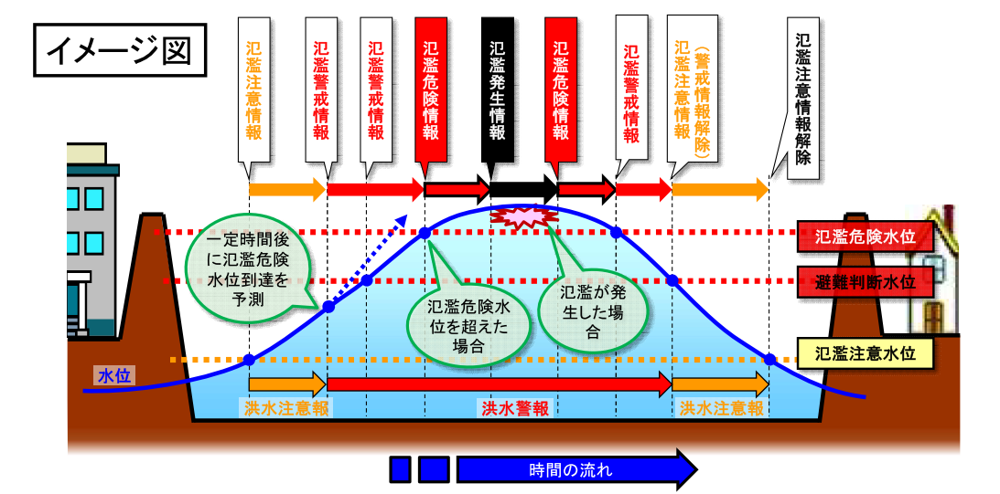 イメージ図
氾濫注意情報
氾濫警戒情報
氾濫警戒情報
氾濫危険情報
氾濫発生情報
氾濫危険情報
氾濫警戒情報
(警戒情報解除)
氾濫注意情報
氾濫注意情報解除
一定時間後
に氾濫危険
水位到達を
予測
氾濫危険水
位を超えた
場合
氾濫が発
生した場
合
氾濫危険水位
避難判断水位
氾濫注意水位
水位
洪水注意報
洪水警報
洪水注意報
時間の流れ